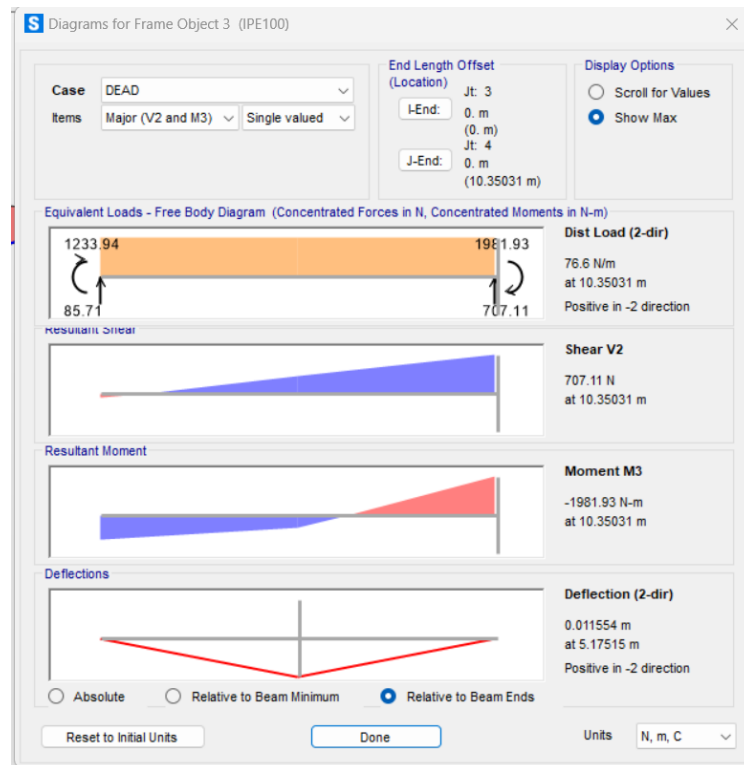 S Diagrams for Frame Object 3 (IPE100)
Case DEAD
Items Major (V2 and M3) Single valued
End Length Offset
(Location)
Jt: 3
I-End: 0. m
(0. m)
Jt: 4
J-End: 0. m
(10.35031 m)
Display Options
Scroll for Values
Show Max
Equivalent Loads - Free Body Diagram (Concentrated Forces in N, Concentrated Moments in N-m)
1233.94 1981.93
85.71 707.11
Dist Load (2-dir)
76.6 N/m
at 10.35031 m
Positive in -2 direction
Resultant Shear
Shear V2
707.11 N
at 10.35031 m
Resultant Moment
Moment M3
-1981.93 N-m
at 10.35031 m
Deflections
Deflection (2-dir)
0.011554 m
at 5.17515 m
Positive in -2 direction
Absolute Relative to Beam Minimum Relative to Beam Ends
Reset to Initial Units Done Units N, m, C